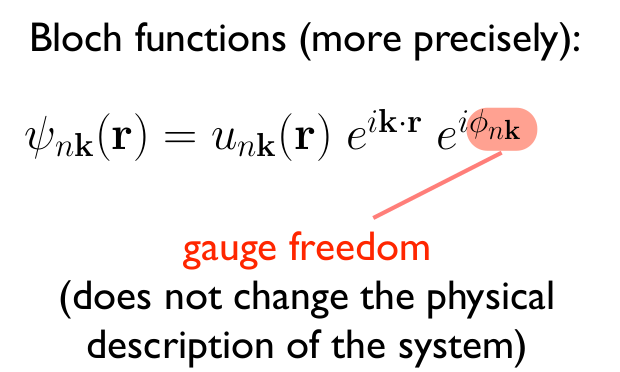 Bloch functions (more precisely):
ψ_{n𝐤}(𝐫) = u_{n𝐤}(𝐫) e^{i𝐤·𝐫} e^{iϕ_{n𝐤}}
gauge freedom
(does not change the physical
description of the system)